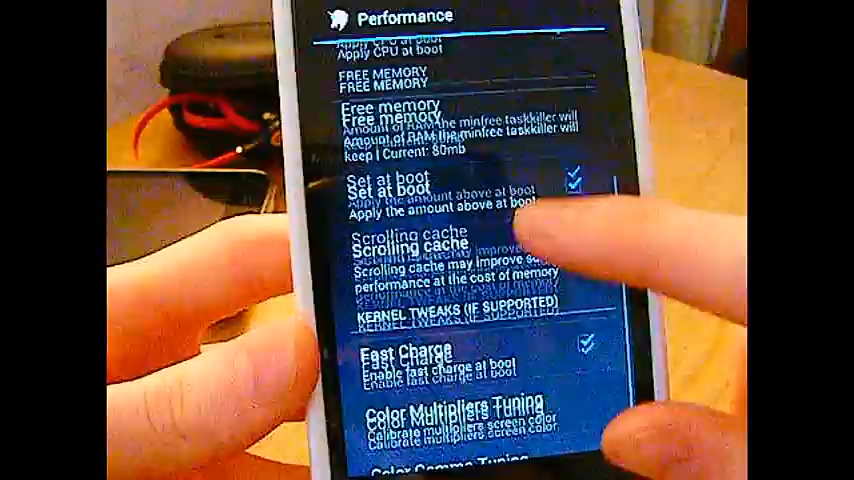 Performance
Apply CPU at boot
FREE MEMORY
Free memory
Amount of RAM the minfree taskkiller will
keep | Current: 80mb
Set at boot
Apply the amount above at boot
Scrolling cache
Scrolling cache may improve
performance at the cost of memory
KERNEL TWEAKS (IF SUPPORTED)
Fast Charge
Enable fast charge at boot
Color Multipliers Tuning
Calibrate multipliers screen color
Color Gamma Tuning